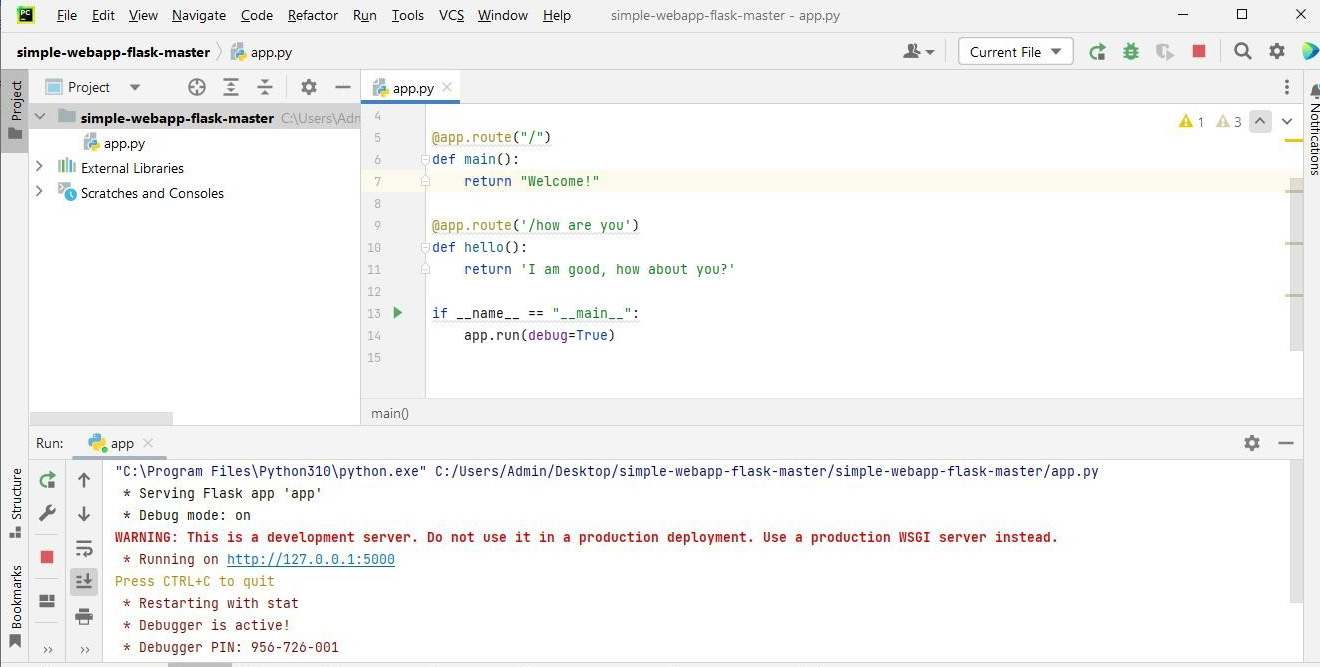 PC File Edit View Navigate Code Refactor Run Tools VCS Window Help simple-webapp-flask-master - app.py
simple-webapp-flask-master app.py Current File
Project
Project
app.py
simple-webapp-flask-master C:\Users\Adm
app.py
External Libraries
Scratches and Consoles
1 3
Notifications
4
5 @app.route("/")
6 def main():
7 return "Welcome!"
8
9 @app.route('/how are you')
10 def hello():
11 return 'I am good, how about you?'
12
13 if __name__ == "__main__":
14 app.run(debug=True)
15
main()
Run: app
Structure
Bookmarks
"C:\Program Files\Python310\python.exe" C:/Users/Admin/Desktop/simple-webapp-flask-master/simple-webapp-flask-master/app.py
* Serving Flask app 'app'
* Debug mode: on
WARNING: This is a development server. Do not use it in a production deployment. Use a production WSGI server instead.
* Running on http://127.0.0.1:5000
Press CTRL+C to quit
* Restarting with stat
* Debugger is active!
* Debugger PIN: 956-726-001